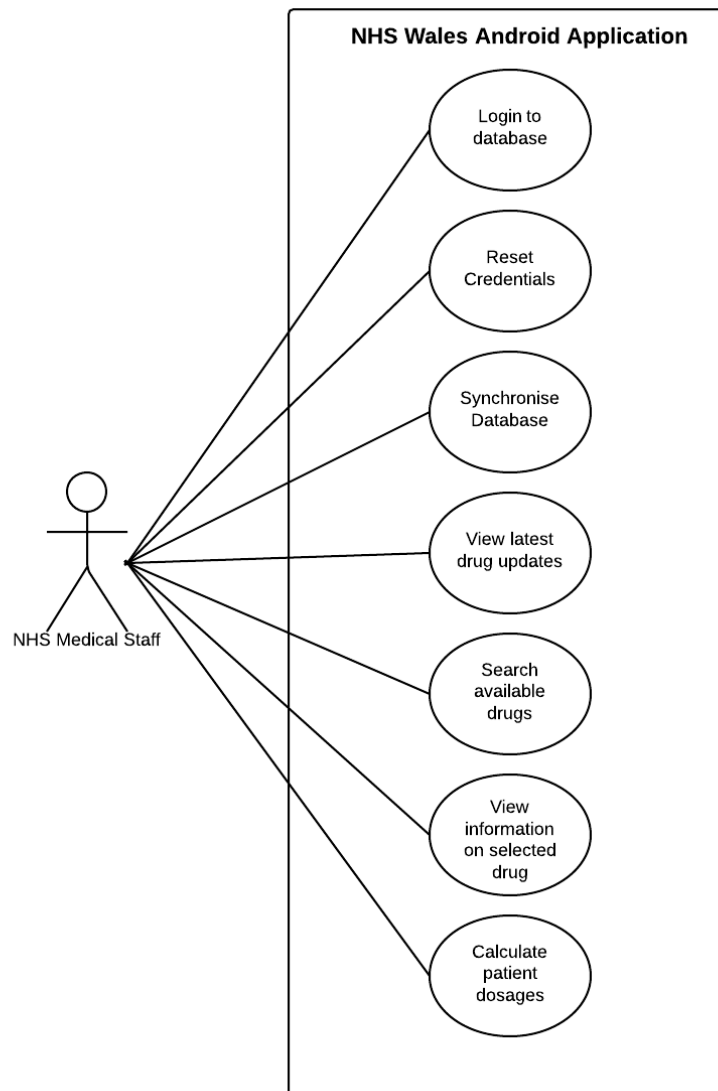 NHS Wales Android Application
Login to
database
Reset
Credentials
Synchronise
Database
View latest
drug updates
NHS Medical Staff
Search
available
drugs
View
information
on selected
drug
Calculate
patient
dosages